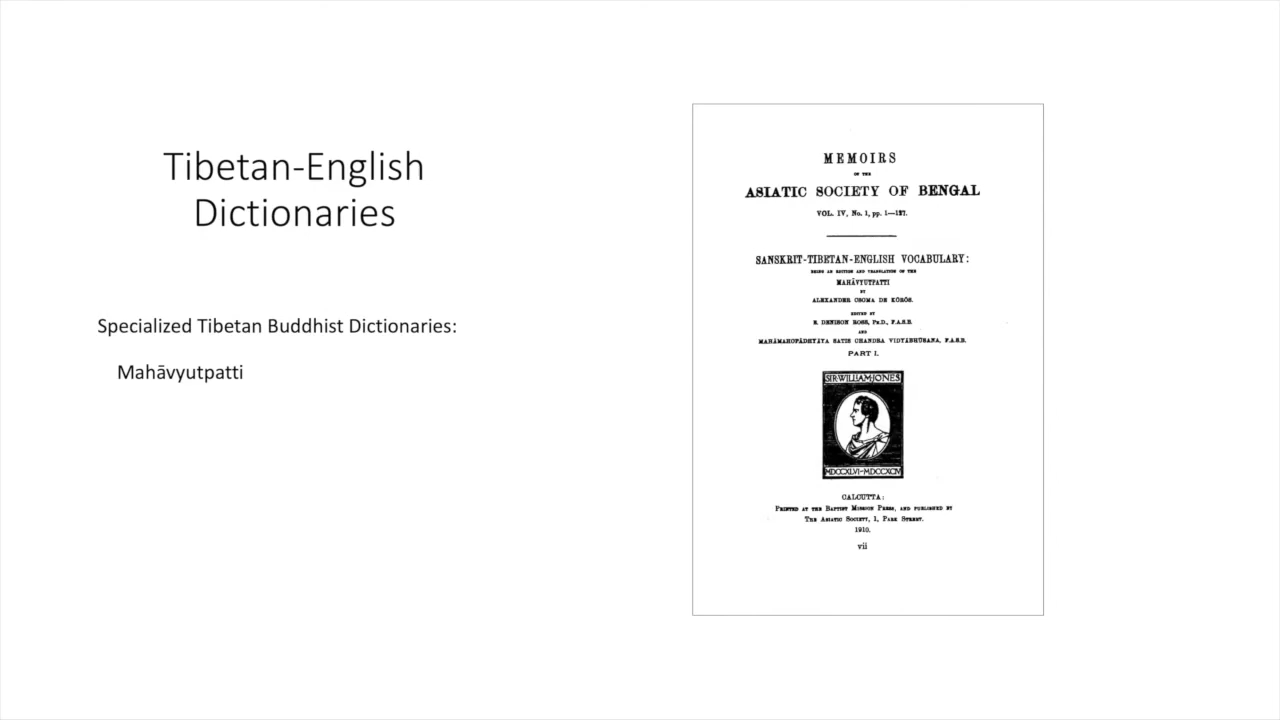 Tibetan-English
Dictionaries
Specialized Tibetan Buddhist Dictionaries:
Mahāvyutpatti
MEMOIRS
OF THE
ASIATIC SOCIETY OF BENGAL
VOL. IV, No. 1, pp. 1—127.
SANSKRIT-TIBETAN-ENGLISH VOCABULARY:
BEING AN EDITION AND TRANSLATION OF THE
MAHĀVYUTPATTI
BY
ALEXANDER CSOMA DE KÖRÖS.
EDITED BY
E. DENISON ROSS, Ph.D., F.A.S.B.
AND
MAHĀMAHOPĀDHYĀYA SATIS CHANDRA VIDYĀBHŪṢAṆA, F.A.S.B.
PART I.
SIR·WILLIAM·JONES
MDCCXLVI-MDCCXCIV
CALCUTTA:
Printed at the Baptist Mission Press, and published by
The Asiatic Society, 1, Park Street.
1910.
vii